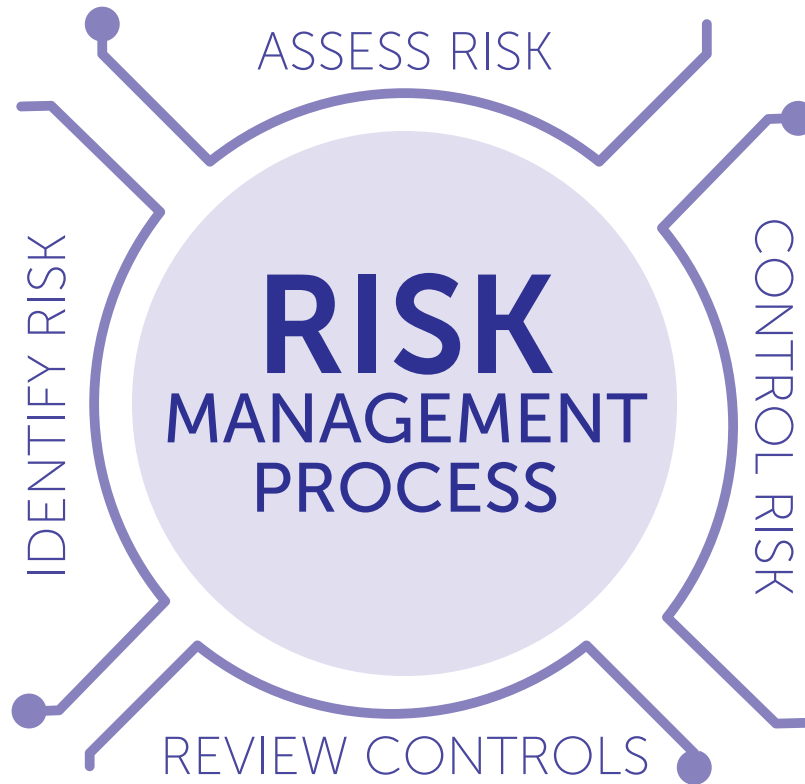 ASSESS RISK
IDENTIFY RISK
RISK
MANAGEMENT
PROCESS
CONTROL RISK
REVIEW CONTROLS